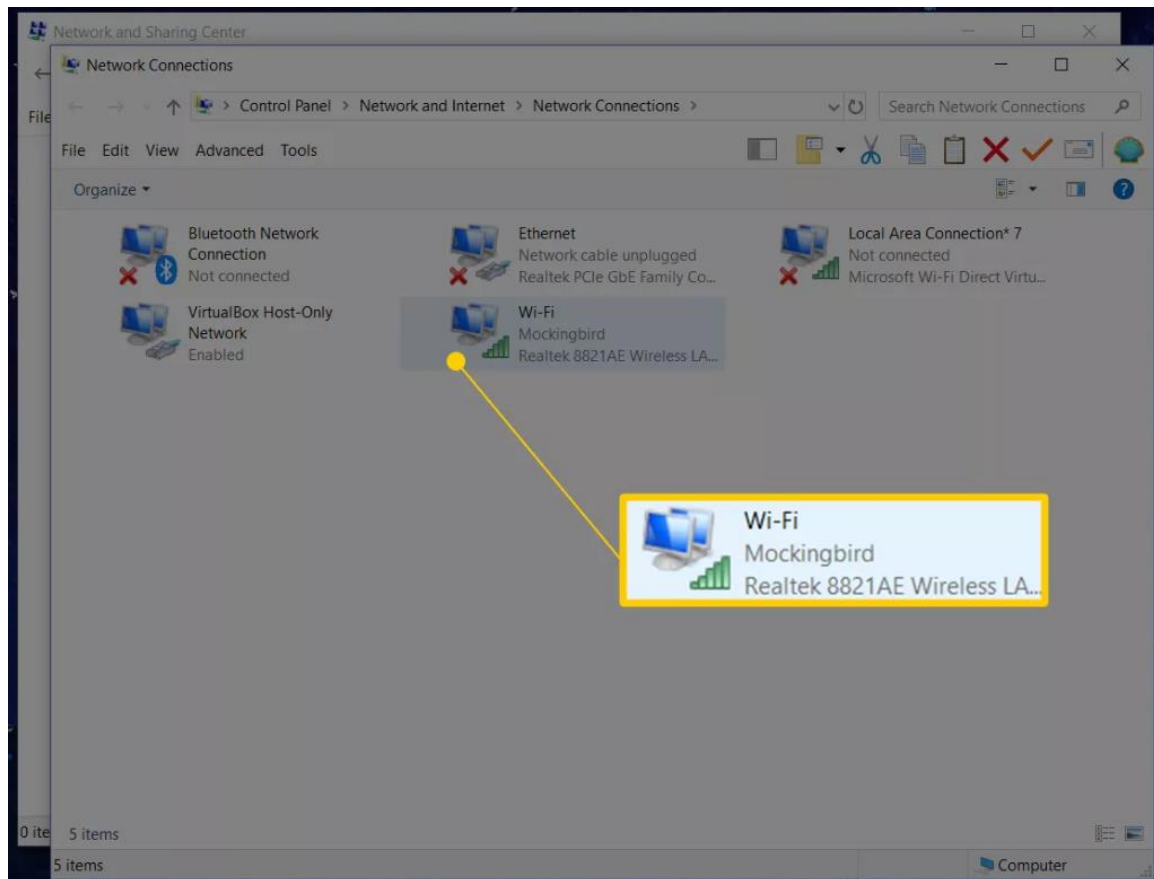 Network and Sharing Center
Network Connections
File
Control Panel > Network and Internet > Network Connections >
Search Network Connections
File Edit View Advanced Tools
Organize
Bluetooth Network
Connection
Not connected
Ethernet
Network cable unplugged
Realtek PCIe GbE Family Co...
Local Area Connection* 7
Not connected
Microsoft Wi-Fi Direct Virtu...
VirtualBox Host-Only
Network
Enabled
Wi-Fi
Mockingbird
Realtek 8821AE Wireless LA...
Wi-Fi
Mockingbird
Realtek 8821AE Wireless LA...
0 ite
5 items
5 items
Computer